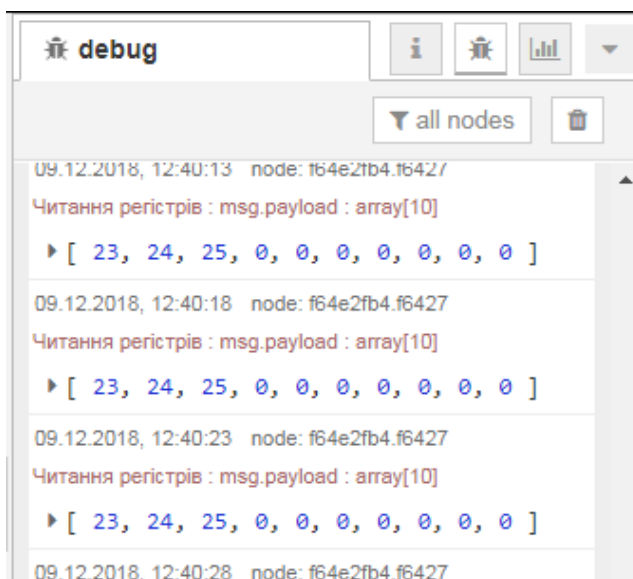 debug
all nodes
09.12.2018, 12:40:13 node: f64e2fb4.f6427
Читання регістрів : msg.payload : array[10]
[ 23, 24, 25, 0, 0, 0, 0, 0, 0, 0 ]
09.12.2018, 12:40:18 node: f64e2fb4.f6427
Читання регістрів : msg.payload : array[10]
[ 23, 24, 25, 0, 0, 0, 0, 0, 0, 0 ]
09.12.2018, 12:40:23 node: f64e2fb4.f6427
Читання регістрів : msg.payload : array[10]
[ 23, 24, 25, 0, 0, 0, 0, 0, 0, 0 ]
09.12.2018, 12:40:28 node: f64e2fb4.f6427